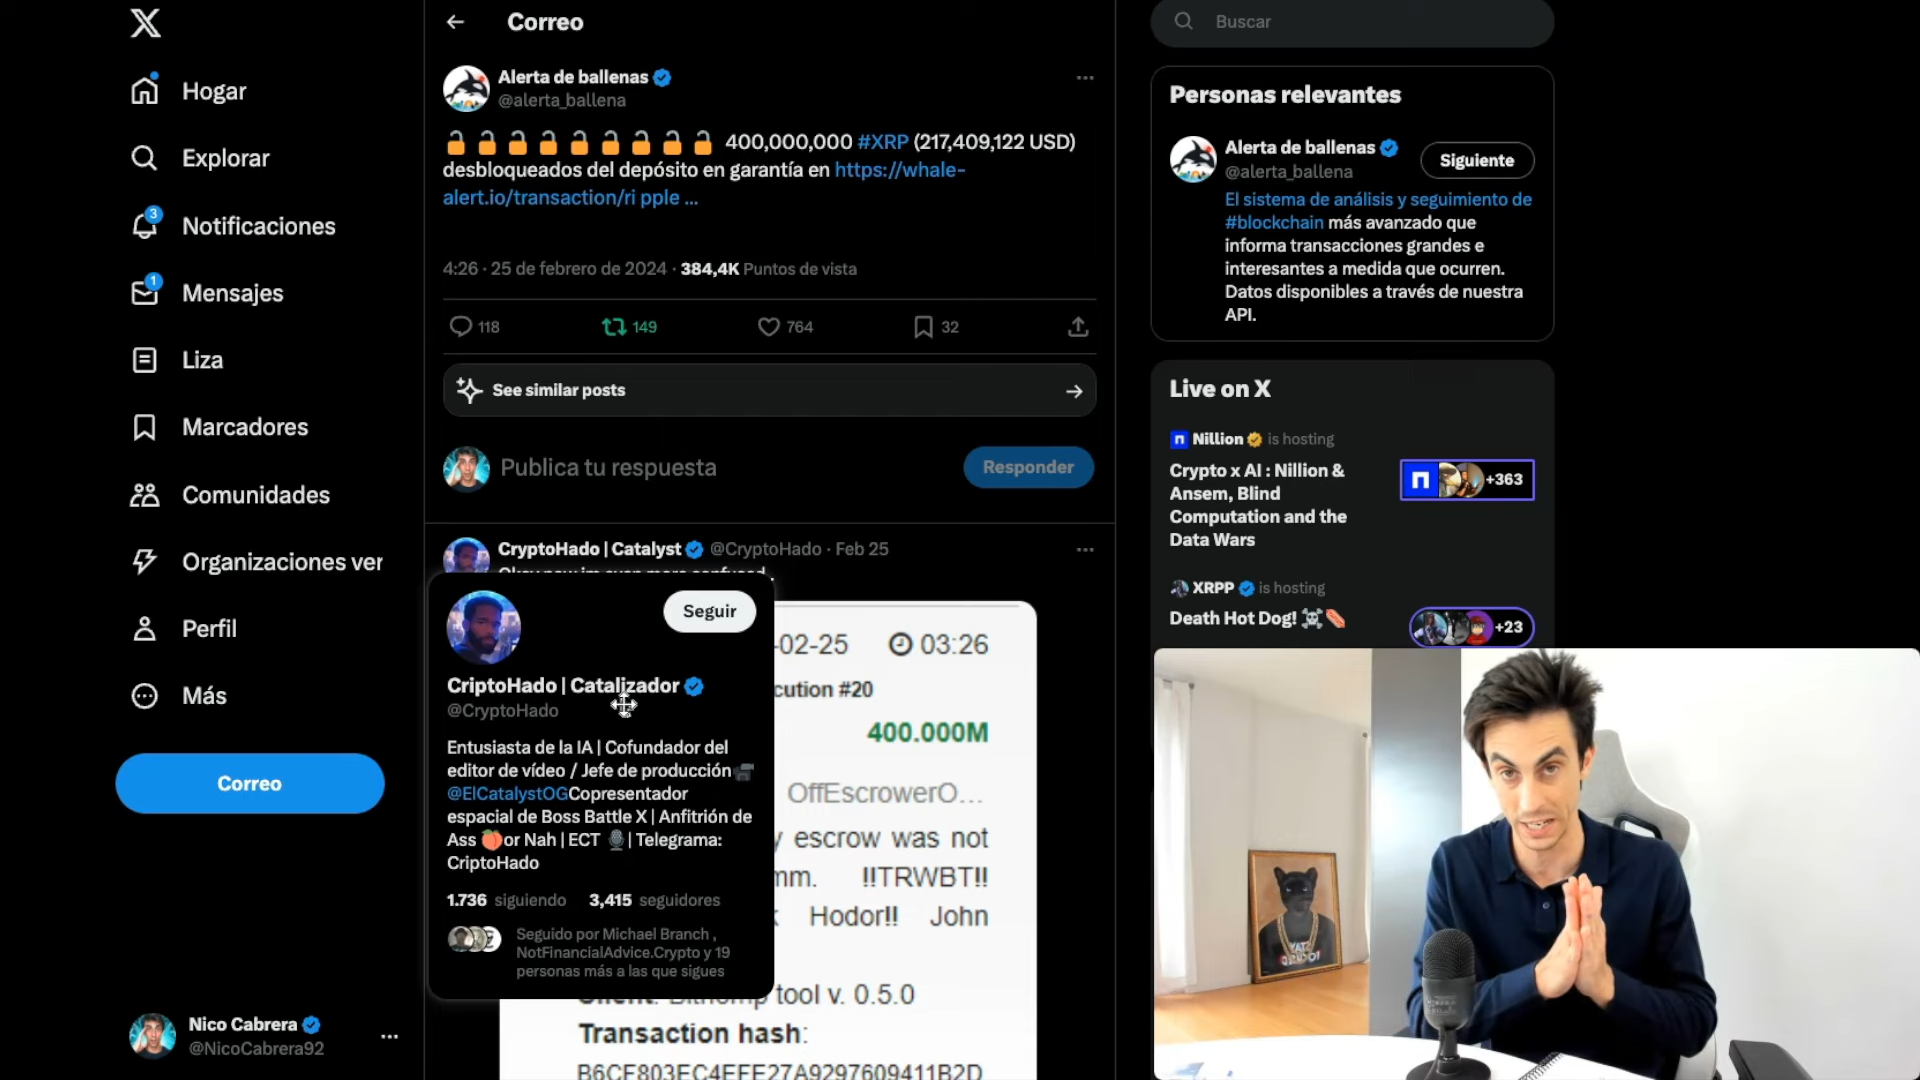 Hogar
Explorar
3
Notificaciones
1
Mensajes
Liza
Marcadores
Comunidades
Organizaciones ver
Perfil
Más
Correo
Nico Cabrera
@NicoCabrera92
Correo
Alerta de ballenas
@alerta_ballena
400,000,000 #XRP (217,409,122 USD)
desbloqueados del depósito en garantía en https://whale-
alert.io/transaction/ri pple ...
4:26 · 25 de febrero de 2024 · 384,4K Puntos de vista
118 149 764 32
See similar posts
Publica tu respuesta
Responder
CryptoHado | Catalyst @CryptoHado · Feb 25
Seguir
CriptoHado | Catalizador
@CryptoHado
Entusiasta de la IA | Cofundador del
editor de vídeo / Jefe de producción
@ElCatalystOGCopresentador
espacial de Boss Battle X | Anfitrión de
Ass or Nah | ECT | Telegrama:
CriptoHado
1.736 siguiendo 3,415 seguidores
Seguido por Michael Branch ,
NotFinancialAdvice.Crypto y 19
personas más a las que sigues
-02-25 03:26
cution #20
400.000M
OffEscrowerO...
y escrow was not
mm. !!TRWBT!!
Hodor!! John
tool v. 0.5.0
Transaction hash:
B6CF803EC4EFE27A9297609411B2D
Buscar
Personas relevantes
Alerta de ballenas
@alerta_ballena
Siguiente
El sistema de análisis y seguimiento de
#blockchain más avanzado que
informa transacciones grandes e
interesantes a medida que ocurren.
Datos disponibles a través de nuestra
API.
Live on X
Nillion is hosting
Crypto x AI : Nillion &
Ansem, Blind
Computation and the
Data Wars
+363
XRPP is hosting
Death Hot Dog!
+23